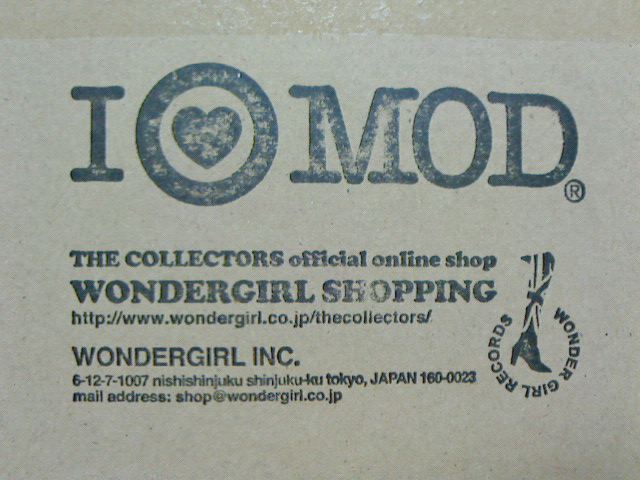 I MOD®
THE COLLECTORS official online shop
WONDERGIRL SHOPPING
http://www.wondergirl.co.jp/thecollectors/
WONDERGIRL INC.
6-12-7-1007 nishishinjuku shinjuku-ku tokyo, JAPAN 160-0023
mail address: shop@wondergirl.co.jp
WONDER GIRL RECORDS